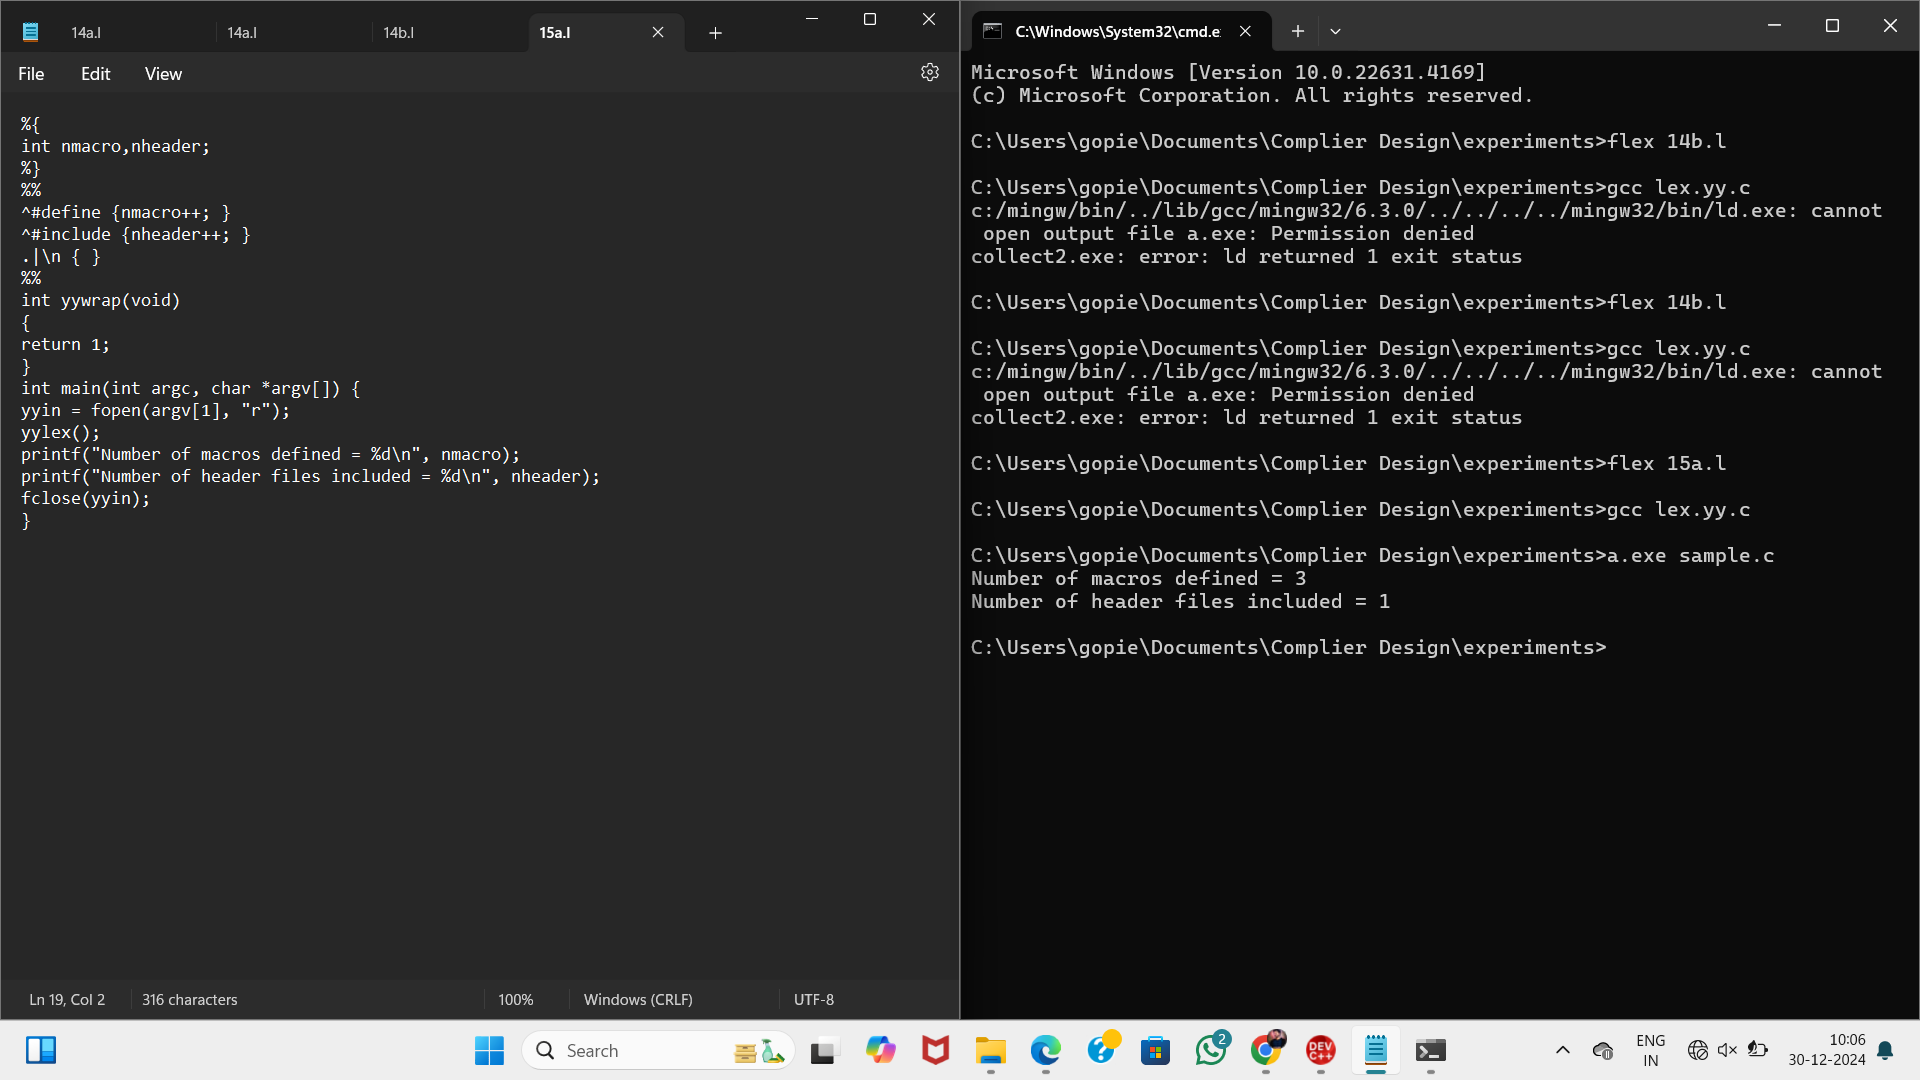 14a.l
14a.l
14b.l
15a.l
File
Edit
View
%{
int nmacro,nheader;
%}
%%
^#define {nmacro++; }
^#include {nheader++; }
.|\n { }
%%
int yywrap(void)
{
return 1;
}
int main(int argc, char *argv[]) {
yyin = fopen(argv[1], "r");
yylex();
printf("Number of macros defined = %d\n", nmacro);
printf("Number of header files included = %d\n", nheader);
fclose(yyin);
}
Ln 19, Col 2
316 characters
100%
Windows (CRLF)
UTF-8
C:\Windows\System32\cmd.e
Microsoft Windows [Version 10.0.22631.4169]
(c) Microsoft Corporation. All rights reserved.
C:\Users\gopie\Documents\Complier Design\experiments>flex 14b.l
C:\Users\gopie\Documents\Complier Design\experiments>gcc lex.yy.c
c:/mingw/bin/../lib/gcc/mingw32/6.3.0/../../../../mingw32/bin/ld.exe: cannot
open output file a.exe: Permission denied
collect2.exe: error: ld returned 1 exit status
C:\Users\gopie\Documents\Complier Design\experiments>flex 14b.l
C:\Users\gopie\Documents\Complier Design\experiments>gcc lex.yy.c
c:/mingw/bin/../lib/gcc/mingw32/6.3.0/../../../../mingw32/bin/ld.exe: cannot
open output file a.exe: Permission denied
collect2.exe: error: ld returned 1 exit status
C:\Users\gopie\Documents\Complier Design\experiments>flex 15a.l
C:\Users\gopie\Documents\Complier Design\experiments>gcc lex.yy.c
C:\Users\gopie\Documents\Complier Design\experiments>a.exe sample.c
Number of macros defined = 3
Number of header files included = 1
C:\Users\gopie\Documents\Complier Design\experiments>
Search
2
DEV
C++
ENG
IN
10:06
30-12-2024